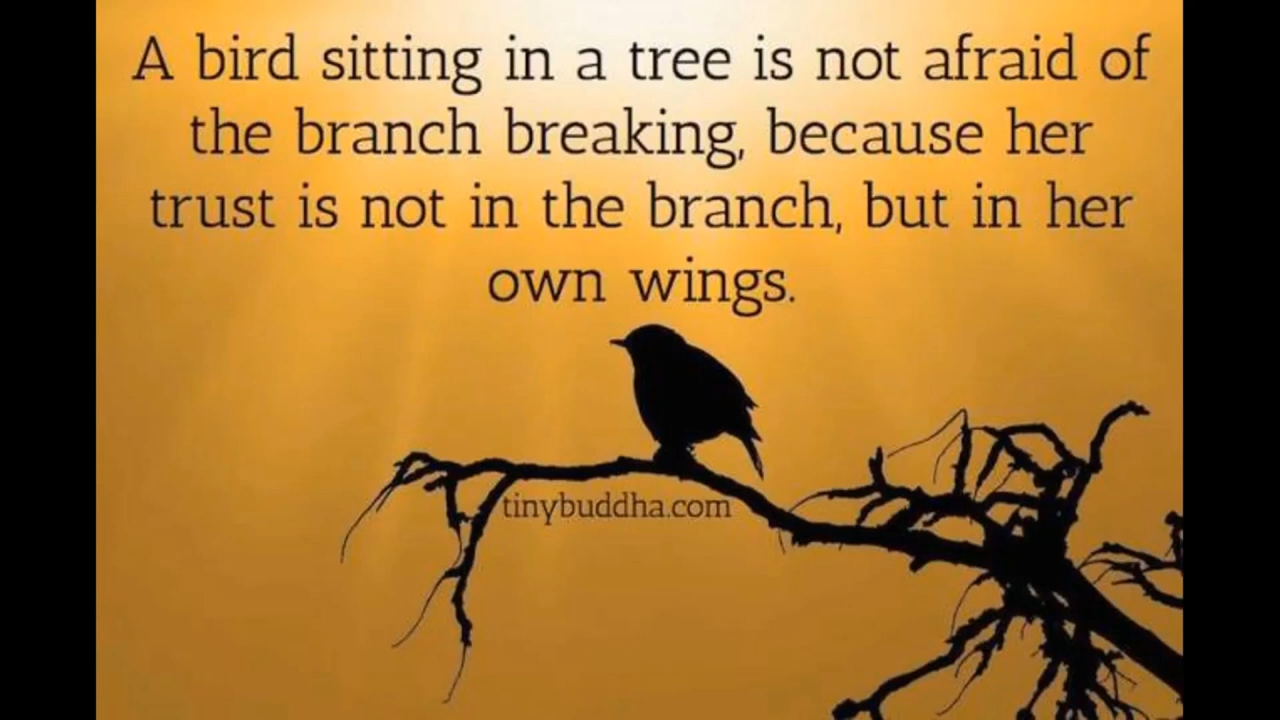 A bird sitting in a tree is not afraid of
the branch breaking, because her
trust is not in the branch, but in her
own wings.
tinybuddha.com